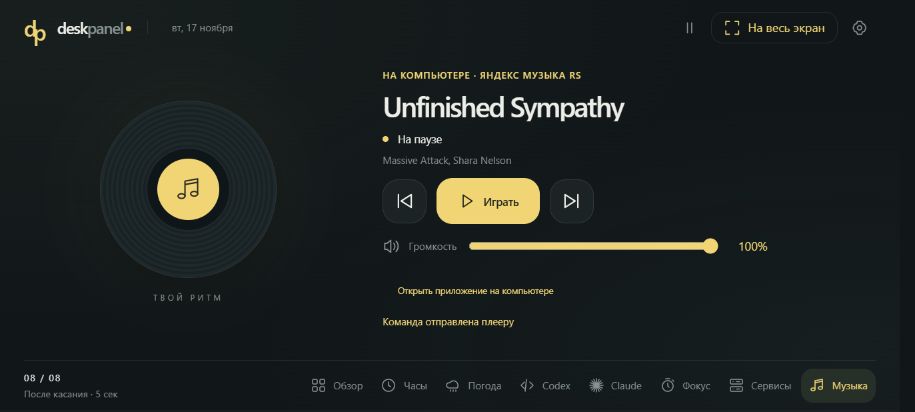 dp deskpanel
вт, 17 ноября
На весь экран
НА КОМПЬЮТЕРЕ · ЯНДЕКС МУЗЫКА RS
Unfinished Sympathy
На паузе
Massive Attack, Shara Nelson
Играть
Громкость 100%
Открыть приложение на компьютере
Команда отправлена плееру
ТВОЙ РИТМ
08 / 08
После касания · 5 сек
Обзор Часы Погода Codex Claude Фокус Сервисы Музыка